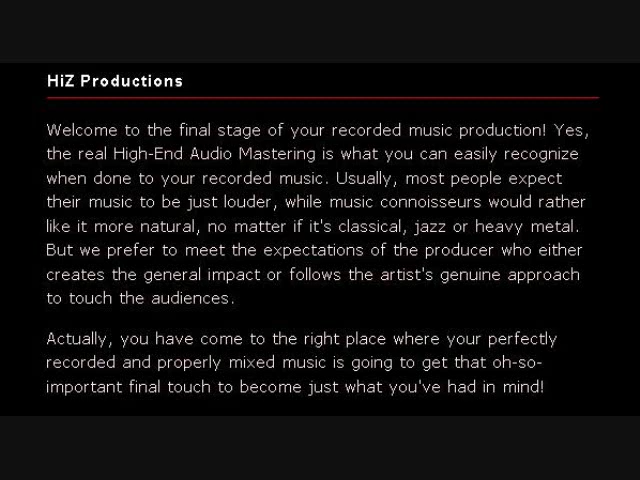 HiZ Productions
Welcome to the final stage of your recorded music production! Yes,
the real High-End Audio Mastering is what you can easily recognize
when done to your recorded music. Usually, most people expect
their music to be just louder, while music connoisseurs would rather
like it more natural, no matter if it's classical, jazz or heavy metal.
But we prefer to meet the expectations of the producer who either
creates the general impact or follows the artist's genuine approach
to touch the audiences.
Actually, you have come to the right place where your perfectly
recorded and properly mixed music is going to get that oh-so-
important final touch to become just what you've had in mind!